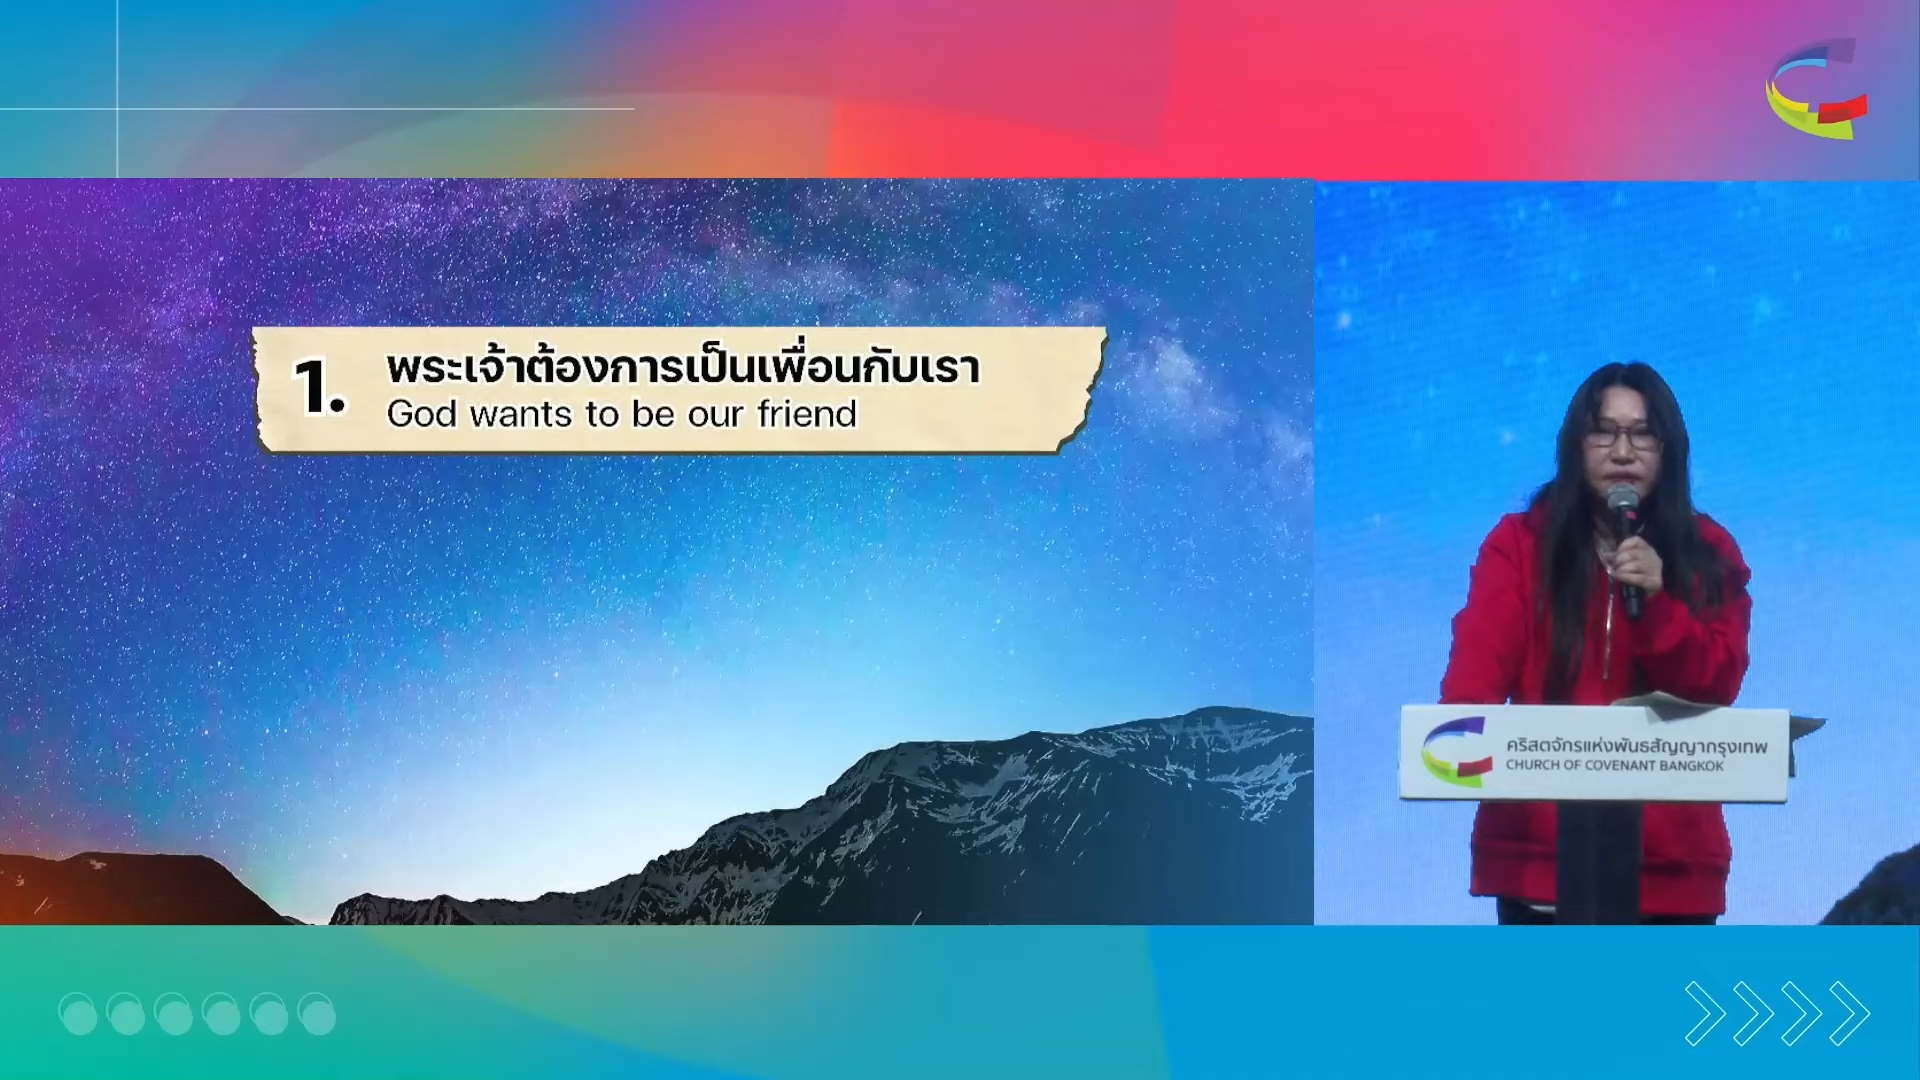 1.
พระเจ้าต้องการเป็นเพื่อนกับเรา
God wants to be our friend
คริสตจักรแห่งพันธสัญญากรุงเทพ
CHURCH OF COVENANT BANGKOK